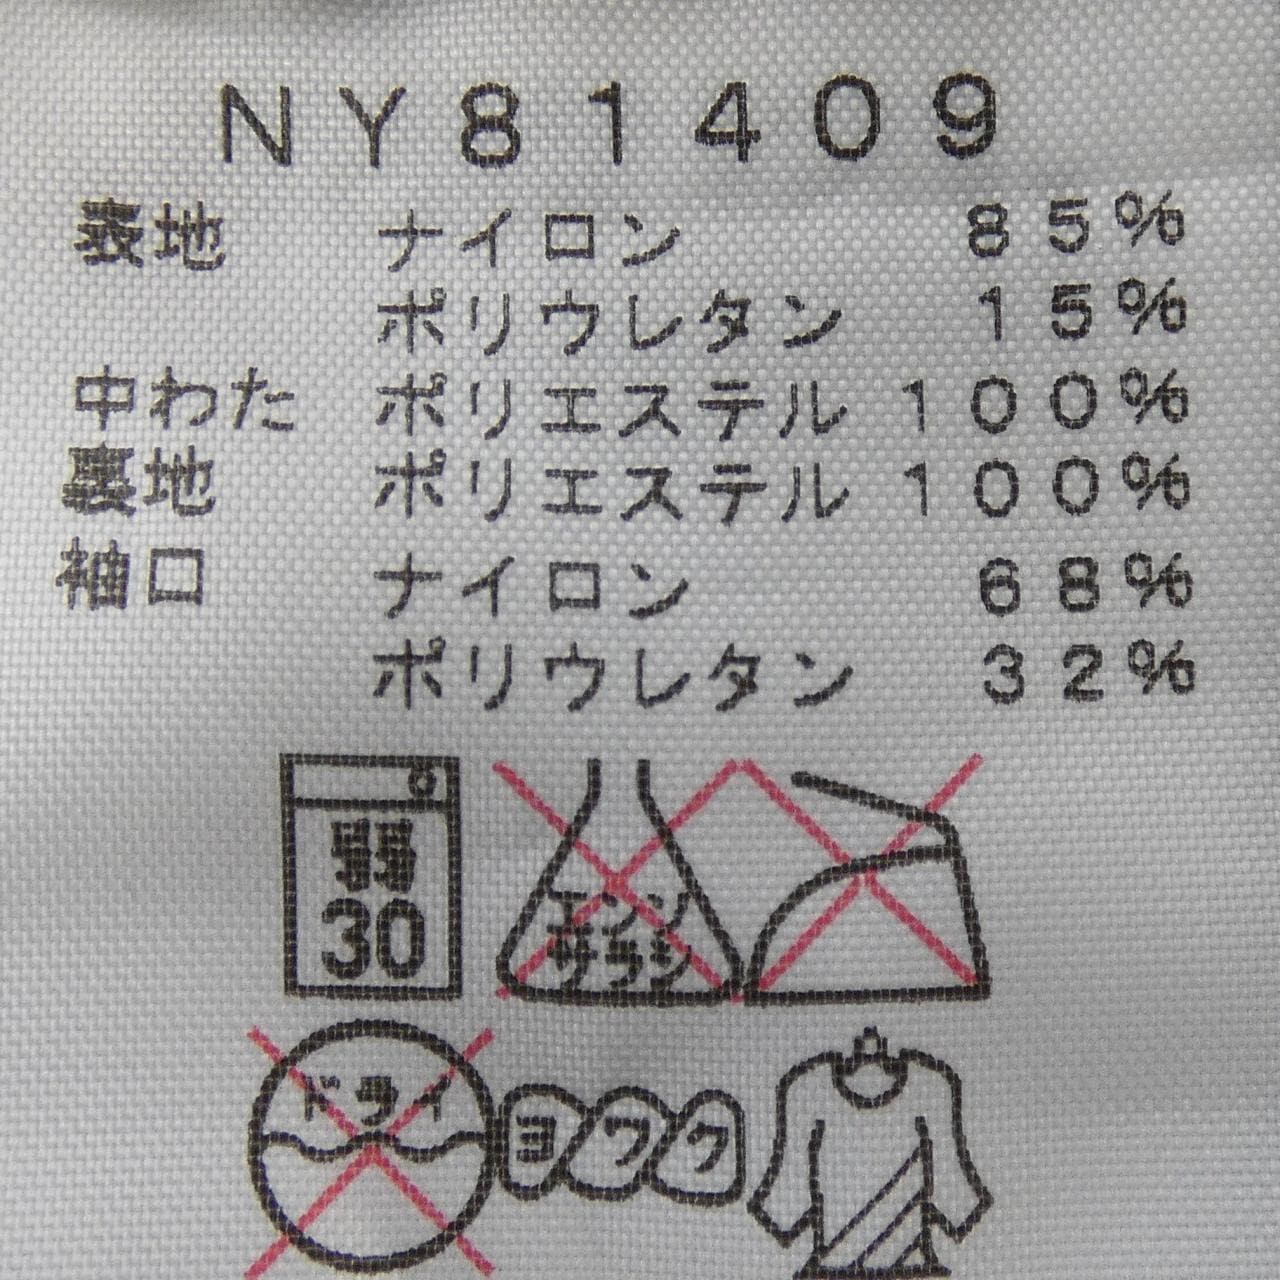 NY81409
表地 ナイロン 85%
ポリウレタン 15%
中わた ポリエステル 100%
裏地 ポリエステル 100%
袖口 ナイロン 68%
ポリウレタン 32%
弱
30
エンソ
サラシ
ドライ
ヨワク